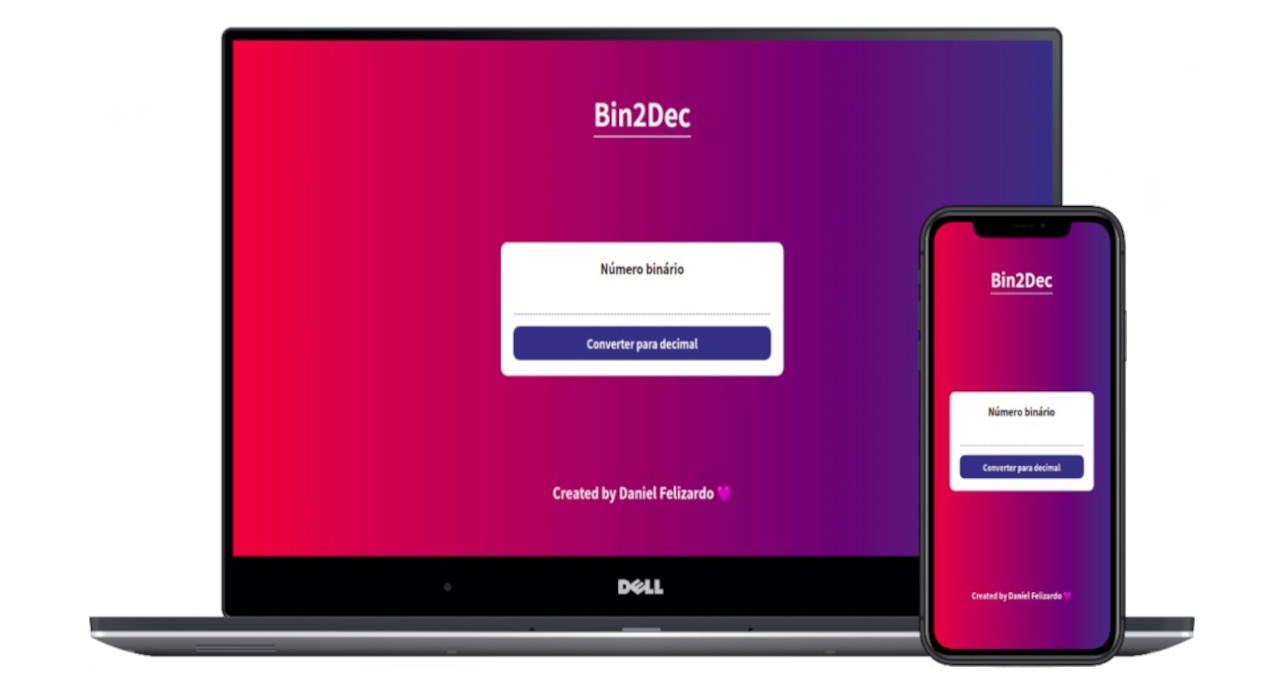 Bin2Dec
Número binário
Converter para decimal
Created by Daniel Felizardo 💜
DELL
Bin2Dec
Número binário
Converter para decimal
Created by Daniel Felizardo 💜